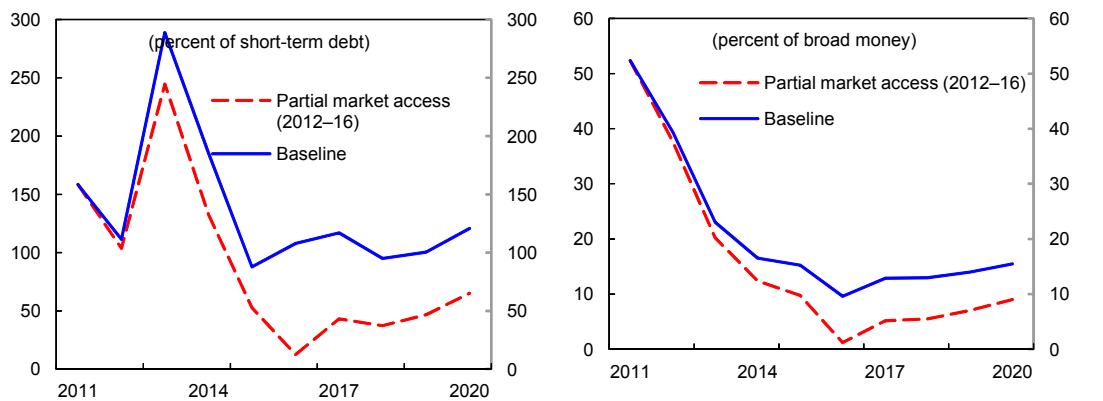 300 300
(percent of short-term debt)
250 250
Partial market access
(2012–16)
200 200
Baseline
150 150
100 100
50 50
0 0
2011 2014 2017 2020
60 60
(percent of broad money)
50 50
Partial market access (2012–16)
Baseline
40 40
30 30
20 20
10 10
0 0
2011 2014 2017 2020